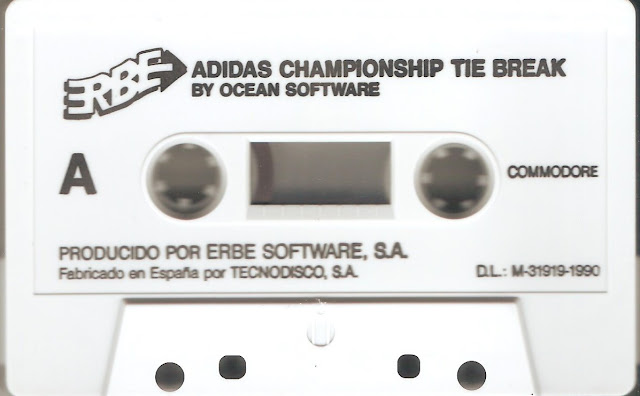 ERBE
ADIDAS CHAMPIONSHIP TIE BREAK
BY OCEAN SOFTWARE
A
COMMODORE
PRODUCIDO POR ERBE SOFTWARE, S.A.
Fabricado en España por TECNODISCO, S.A.
D.L.: M-31919-1990